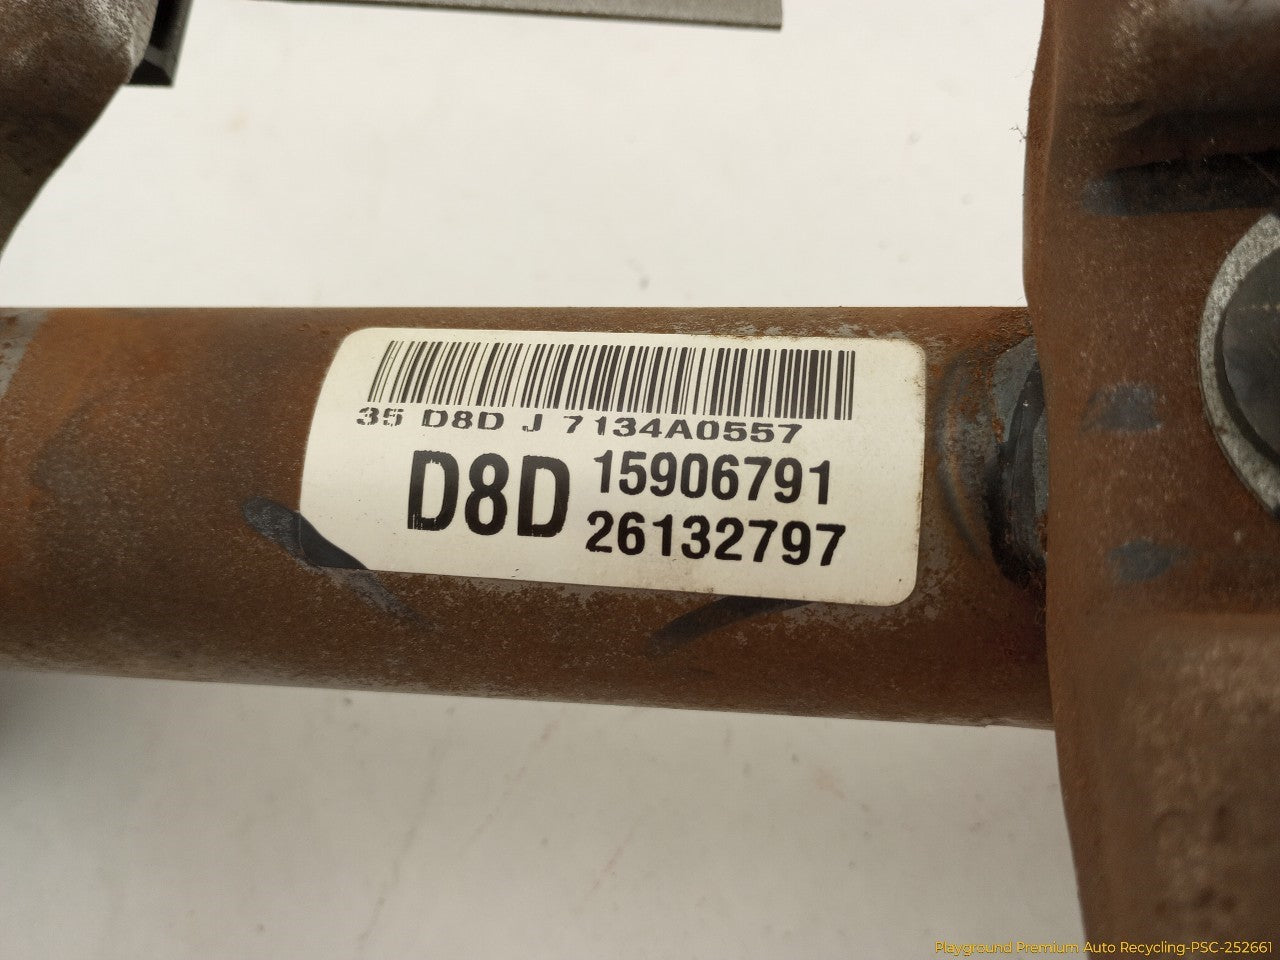 35 D8D J 7134A0557
D8D 15906791
26132797
Playground Premium Auto Recycling-PSC-252661